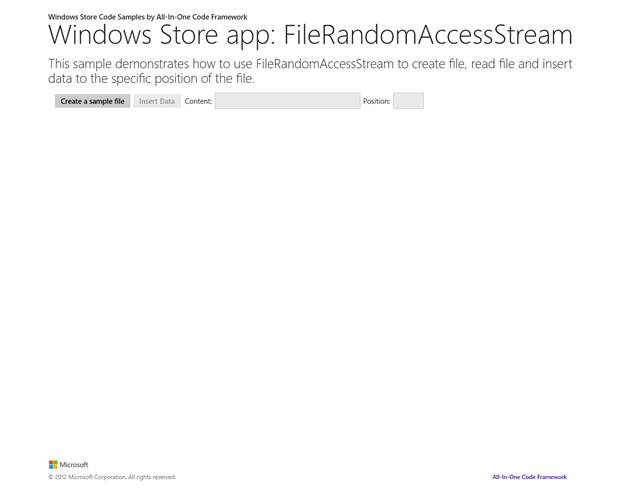 Windows Store Code Samples by All-In-One Code Framework
Windows Store app: FileRandomAccessStream
This sample demonstrates how to use FileRandomAccessStream to create file, read file and insert
data to the specific position of the file.
Create a sample file Insert Data Content: Position:
Microsoft
© 2012 Microsoft Corporation. All rights reserved. All-In-One Code Framework